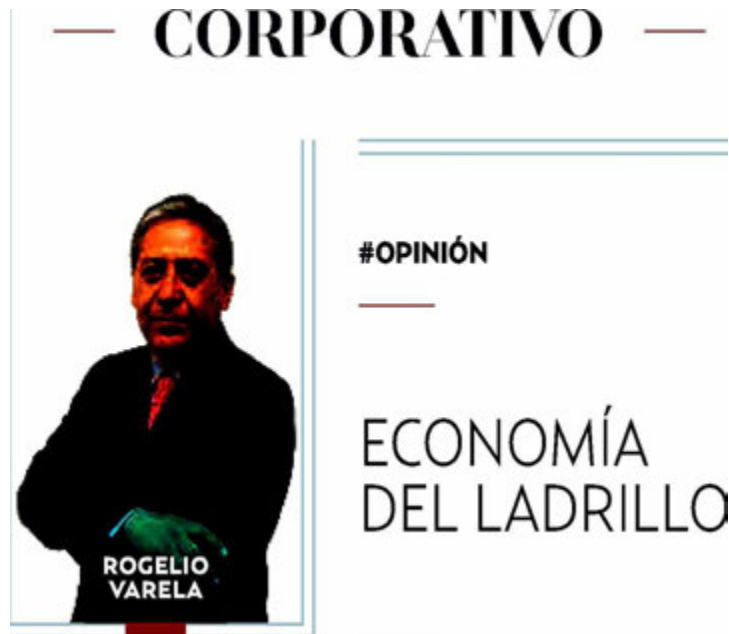 CORPORATIVO
#OPINIÓN
ECONOMÍA
DEL LADRILLO
ROGELIO
VARELA